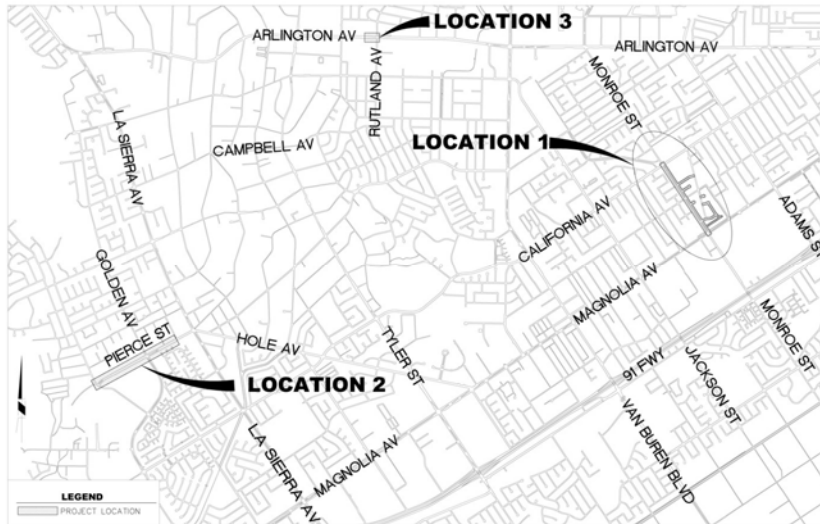 ARLINGTON AV
LOCATION 3
ARLINGTON AV
MONROE ST
RUTLAND AV
LA SIERRA AV
CAMPBELL AV
LOCATION 1
CALIFORNIA AV
ADAMS ST
GOLDEN AV
MAGNOLIA AV
PIERCE ST
HOLE AV
TYLER ST
91 FWY
MONROE ST
JACKSON ST
LOCATION 2
VAN BUREN BLVD
LA SIERRA AV
MAGNOLIA AV
LEGEND
PROJECT LOCATION